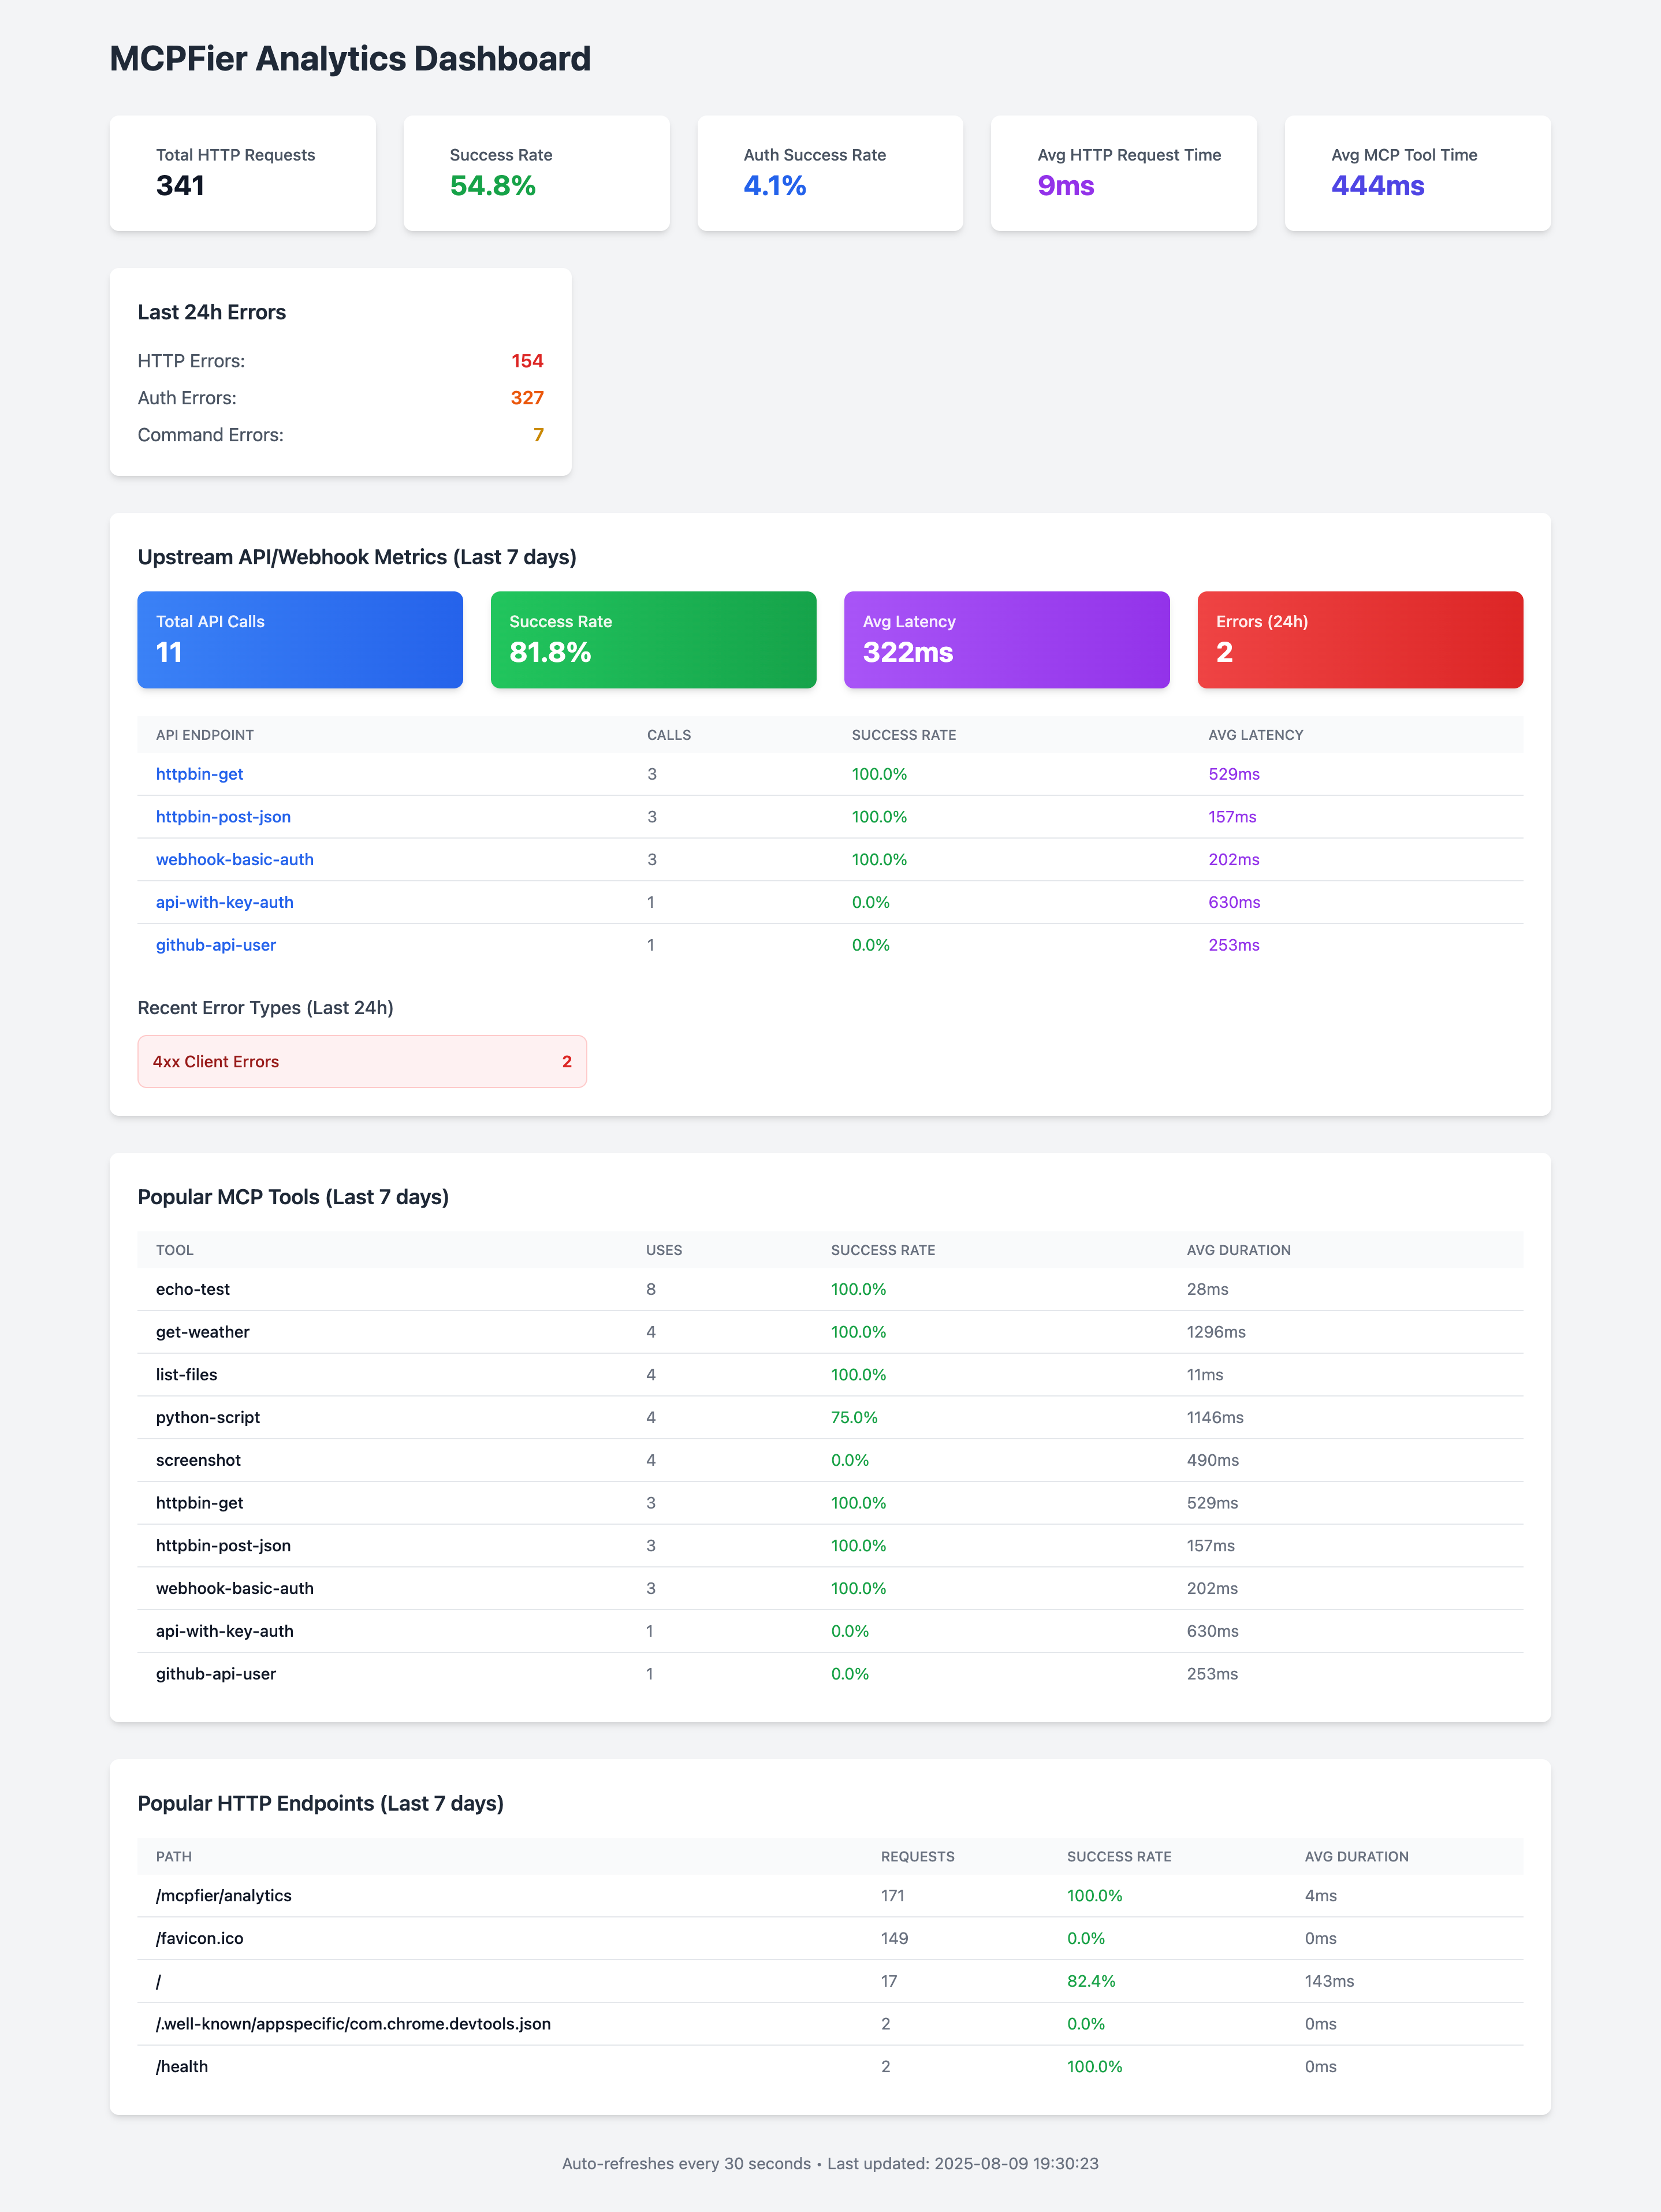 MCPFier Analytics Dashboard
Total HTTP Requests
341
Success Rate
54.8%
Auth Success Rate
4.1%
Avg HTTP Request Time
9ms
Avg MCP Tool Time
444ms
Last 24h Errors
HTTP Errors: 154
Auth Errors: 327
Command Errors: 7
Upstream API/Webhook Metrics (Last 7 days)
Total API Calls
11
Success Rate
81.8%
Avg Latency
322ms
Errors (24h)
2
API ENDPOINT CALLS SUCCESS RATE AVG LATENCY
httpbin-get 3 100.0% 529ms
httpbin-post-json 3 100.0% 157ms
webhook-basic-auth 3 100.0% 202ms
api-with-key-auth 1 0.0% 630ms
github-api-user 1 0.0% 253ms
Recent Error Types (Last 24h)
4xx Client Errors 2
Popular MCP Tools (Last 7 days)
TOOL USES SUCCESS RATE AVG DURATION
echo-test 8 100.0% 28ms
get-weather 4 100.0% 1296ms
list-files 4 100.0% 11ms
python-script 4 75.0% 1146ms
screenshot 4 0.0% 490ms
httpbin-get 3 100.0% 529ms
httpbin-post-json 3 100.0% 157ms
webhook-basic-auth 3 100.0% 202ms
api-with-key-auth 1 0.0% 630ms
github-api-user 1 0.0% 253ms
Popular HTTP Endpoints (Last 7 days)
PATH REQUESTS SUCCESS RATE AVG DURATION
/mcpfier/analytics 171 100.0% 4ms
/favicon.ico 149 0.0% 0ms
/ 17 82.4% 143ms
/.well-known/appspecific/com.chrome.devtools.json 2 0.0% 0ms
/health 2 100.0% 0ms
Auto-refreshes every 30 seconds • Last updated: 2025-08-09 19:30:23